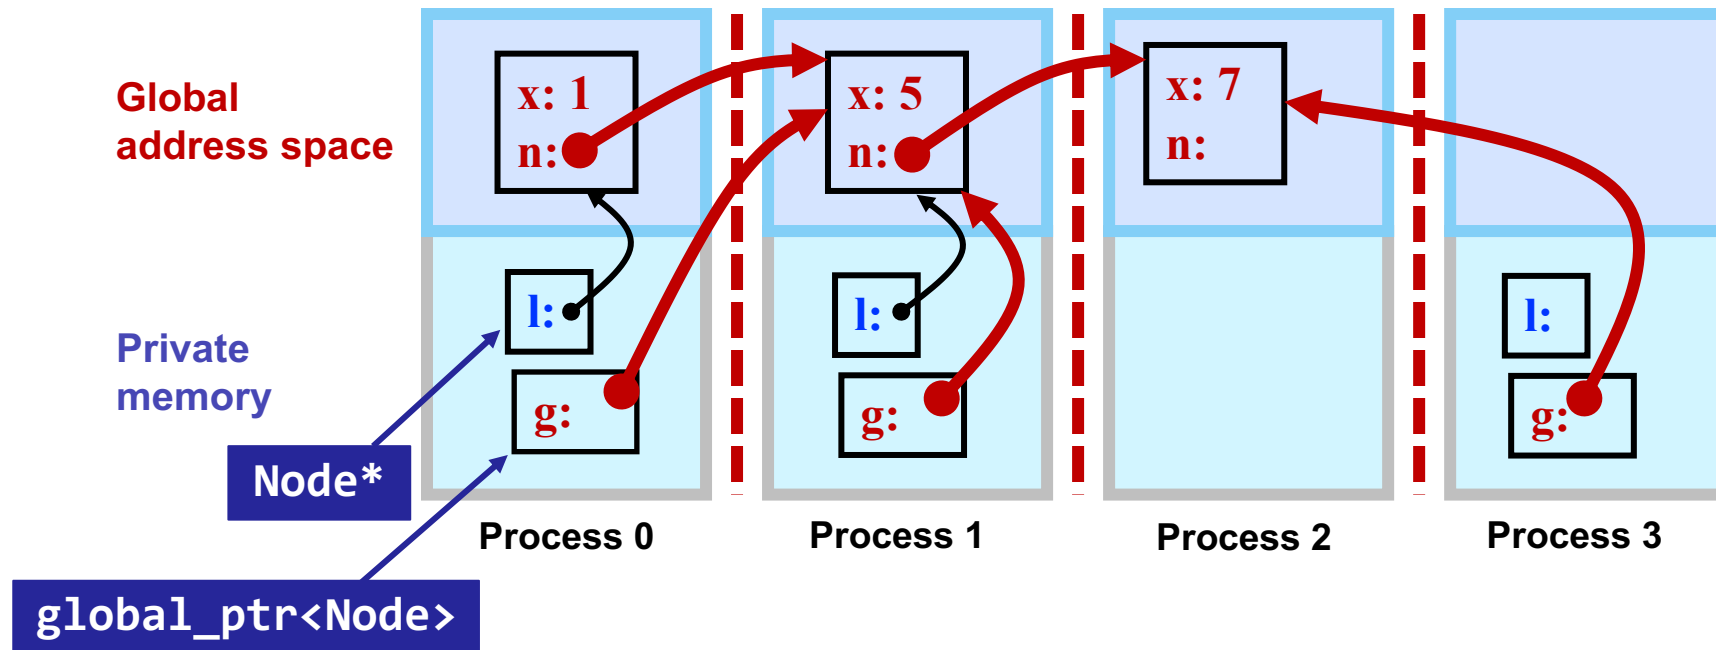 Global
address space
x: 1
n:
x: 5
n:
x: 7
n:
Private
memory
l:
g:
l:
g:
l:
g:
Node*
global_ptr<Node>
Process 0
Process 1
Process 2
Process 3